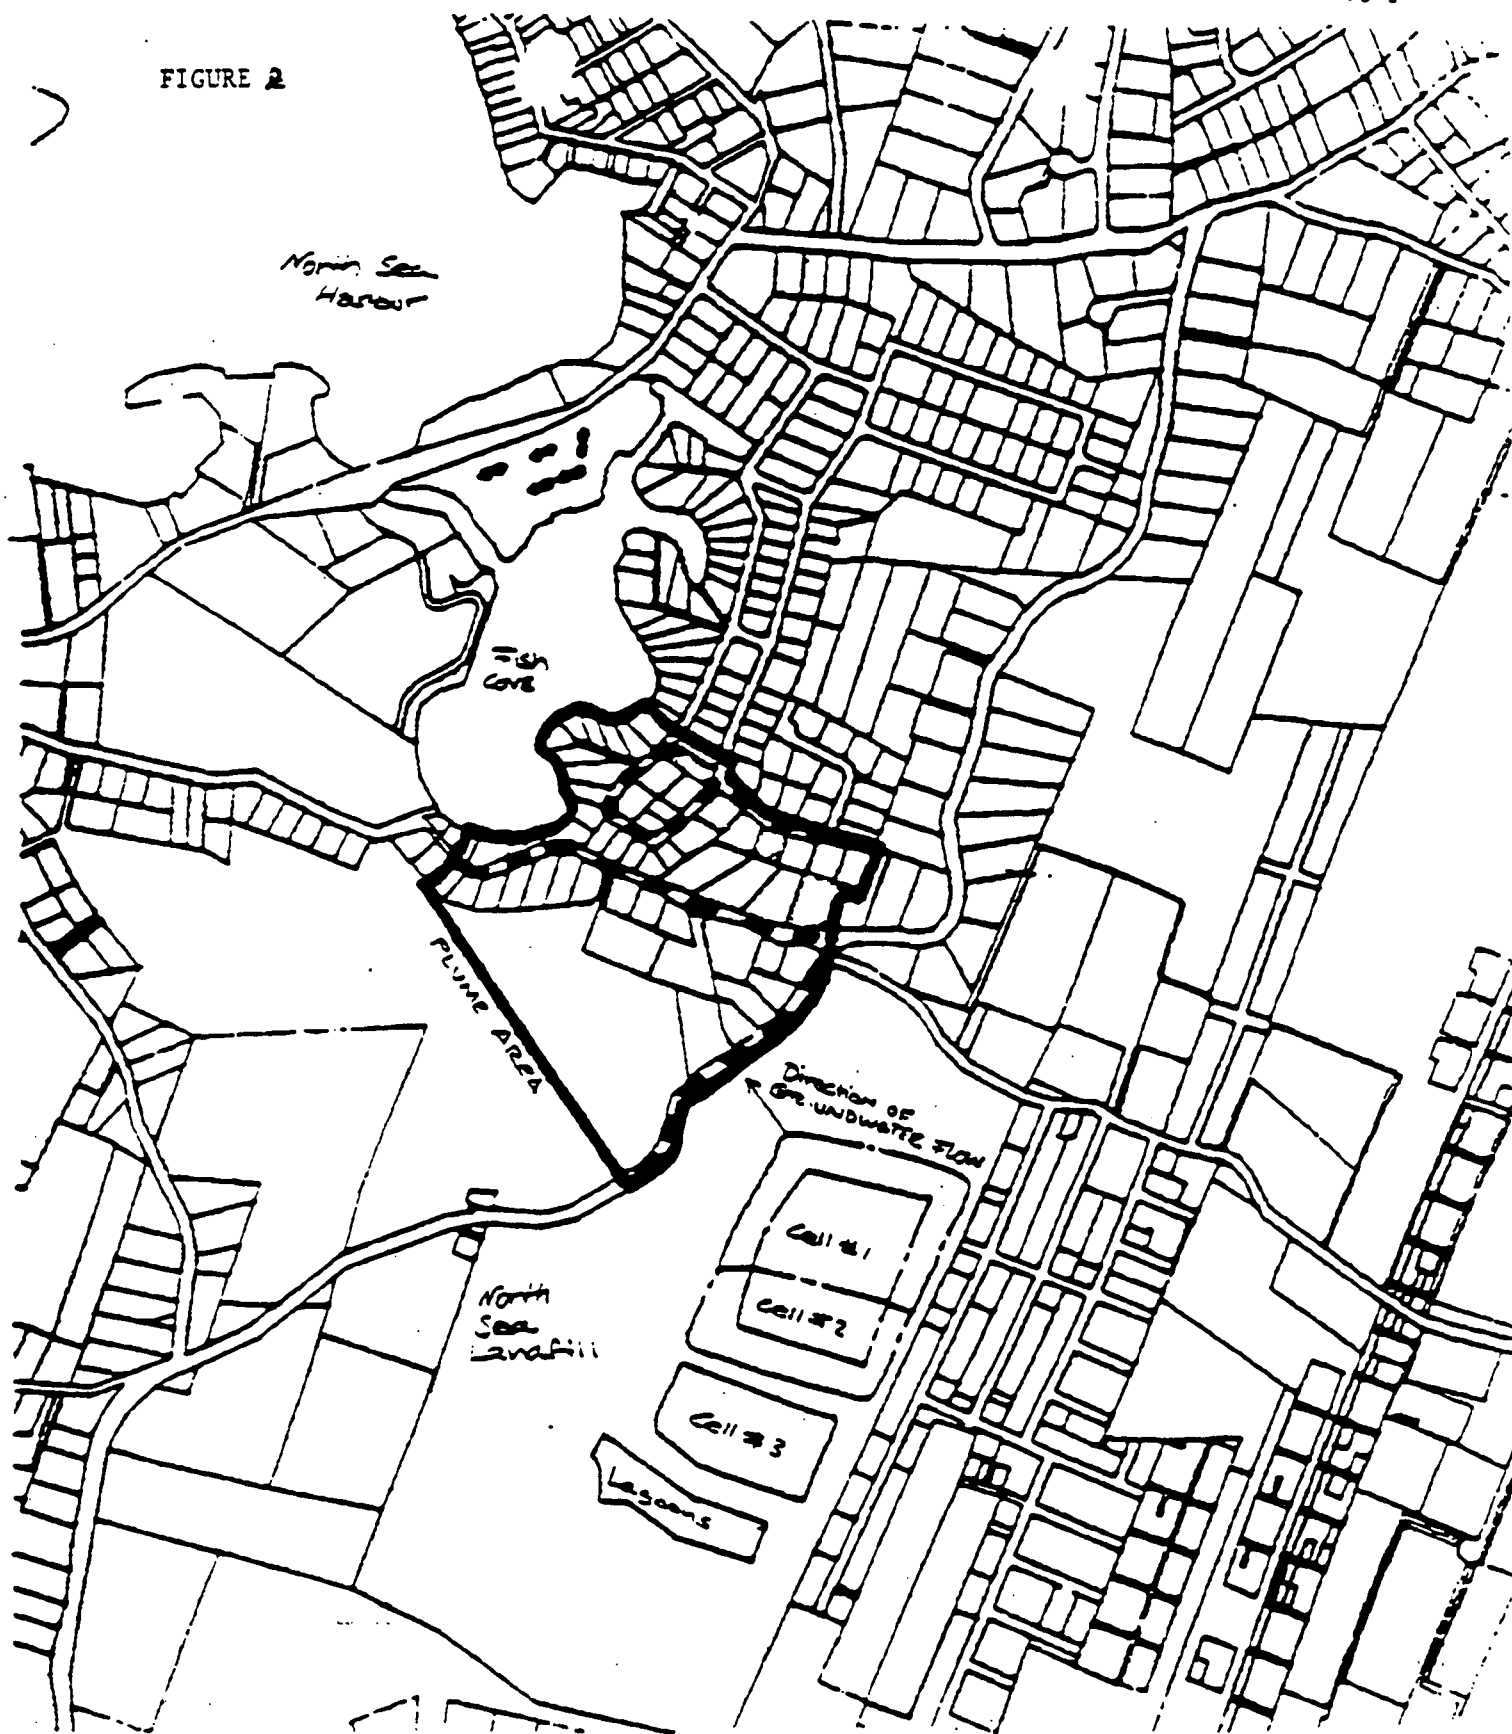 FIGURE 2
North Sea
Harbour
Fish
Cove
PLUME AREA
Direction OF
GROUNDWATER FLOW
Cell #1
Cell #2
North
Sea
Landfill
Cell #3
Lagoons